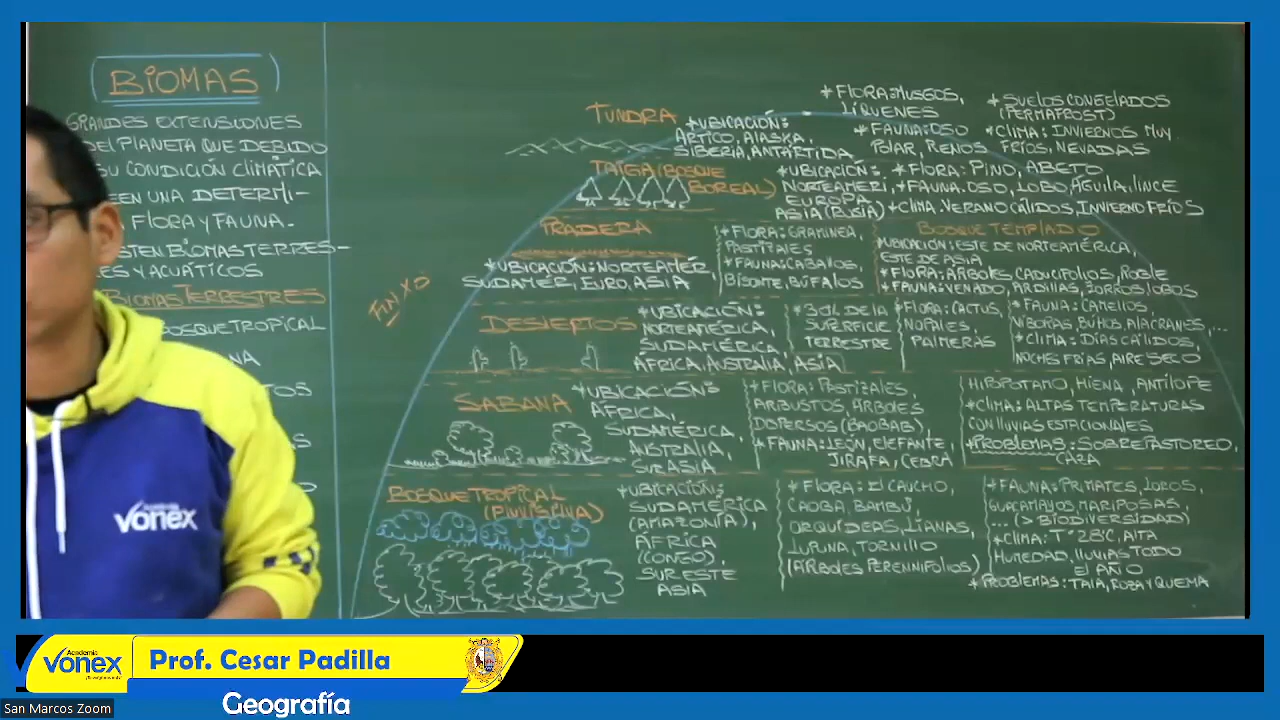 BIOMAS
GRANDES EXTENSIONES
DEL PLANETA QUE DEBIDO
SU CONDICIÓN CLIMÁTICA
EEN UNA DETERMI-
FLORA Y FAUNA.
ISTEN BIOMAS TERRES-
ES Y ACUÁTICOS
BIOMAS TERRESTRES
BOSQUE TROPICAL
NA
TOS
TUNDRA
*UBICACIÓN:
ÁRTICO, ALASKA,
SIBERIA, ANTÁRTIDA
*FLORA: MUSGOS,
LÍQUENES
*FAUNA: OSO
POLAR, RENOS
*SUELOS CONGELADOS
(PERMAFROST)
*CLIMA: INVIERNOS MUY
FRÍOS, NEVADAS
TAIGA (BOSQUE
BOREAL)
*UBICACIÓN:
NORTEAMERI,
EUROPA,
ASIA (RUSIA)
*FLORA: PINO, ABETO
*FAUNA: OSO, LOBO, ÁGUILA, LINCE
*CLIMA: VERANO CÁLIDOS, INVIERNO FRÍOS
PRADERA
*UBICACIÓN: NORTEAMÉR,
SUDAMÉR, EURO, ASIA
*FLORA: GRAMINEA,
PASTIZALES
*FAUNA: CABALOS,
BISONTE, BÚFALOS
BOSQUE TEMPLADO
*UBICACIÓN: ESTE DE NORTEAMÉRICA,
ESTE DE ASIA
*FLORA: ÁRBOLES CADUCIFOLIOS, ROBLE
*FAUNA: VENADO, ARDILLAS, ZORROS, LOBOS
DESIERTOS
*UBICACIÓN:
NORTEAMÉRICA,
SUDAMÉRICA,
ÁFRICA, AUSTRALIA, ASIA
SUPERFICIE
TERRESTRE
*FLORA: CACTUS,
NOPALES,
PALMERAS
*FAUNA: CAMELLOS,
VÍBORAS, BÚHOS, ALACRANES,...
*CLIMA: DÍAS CÁLIDOS,
NOCHE FRÍAS, AIRE SECO
SABANA
*UBICACIÓN:
ÁFRICA,
SUDAMÉRICA,
AUSTRALIA,
SURASIA
*FLORA: PASTIZALES,
ARBUSTOS, ÁRBOLES
DISPERSOS (BAOBAB),
*FAUNA: LEÓN, ELEFANTE,
JIRAFA, CEBRA
HIPOPÓTAMO, HIENA, ANTÍLOPE
*CLIMA: ALTAS TEMPERATURAS
CON LLUVIAS ESTACIONALES
*PROBLEMAS: SOBREPASTOREO,
CAZA
BOSQUE TROPICAL
(PLUVISILVA)
*UBICACIÓN:
SUDAMÉRICA
(AMAZONÍA),
ÁFRICA
(CONGO),
SURESTE
ASIA
*FLORA: EL CAUCHO,
CAOBA, BAMBÚ,
ORQUÍDEAS, LIANAS,
LUPUNA, TORNILLO
(ÁRBOLES PERENNIFOLIOS)
*FAUNA: PRIMATES, LOROS,
GUACAMAYOS, MARIPOSAS,
... (> BIODIVERSIDAD)
*CLIMA: T° 28°C, ALTA
HUMEDAD, LLUVIAS TODO
EL AÑO
*PROBLEMAS: TALA, ROZA Y QUEMA
vonex
Academia
vonex
Prof. Cesar Padilla
Geografía
San Marcos Zoom